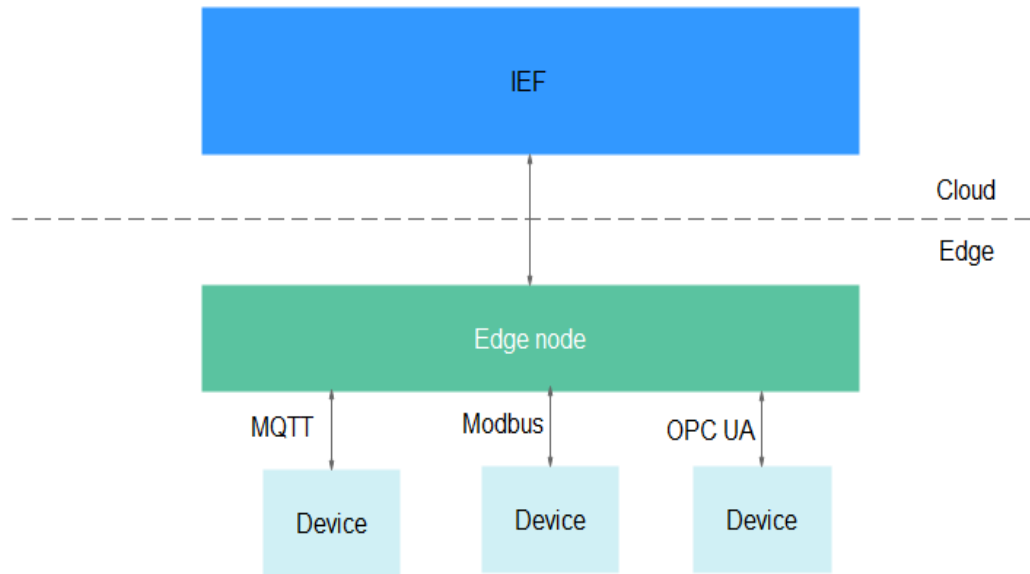 IEF
Cloud
Edge
Edge node
MQTT
Modbus
OPC UA
Device
Device
Device